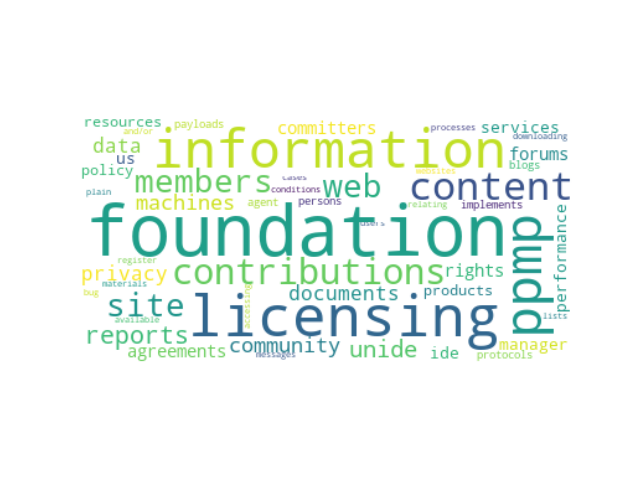 resources
payloads
committers
processes
services
and/or
downloading
data
information
forums
us
blogs
policy
members
web
websites
content
plain
conditions
machines
agent
persons
relating
implements
foundation
users
ppmp
performance
register
privacy
contributions
rights
materials
bug
documents
products
site
licensing
accessing
available
lists
reports
community
unide
ide
manager
agreements
messages
protocols